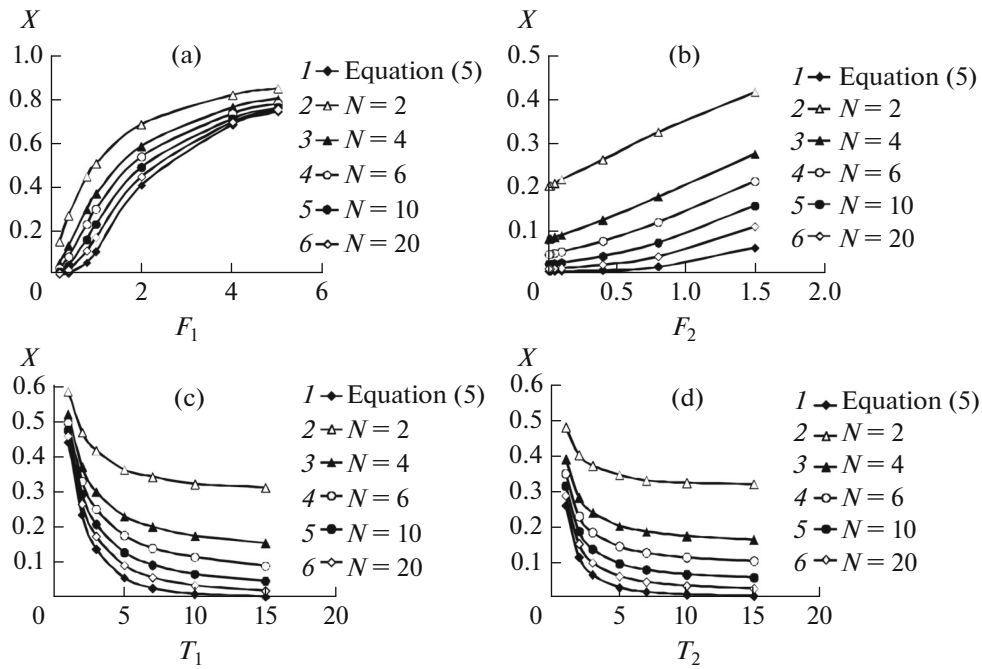 X
(a)
1.0
0.8
0.6
0.4
0.2
0
2
4
6
F1
1 Equation (5)
2 N = 2
3 N = 4
4 N = 6
5 N = 10
6 N = 20
X
(b)
0.5
0.4
0.3
0.2
0.1
0
0.5
1.0
1.5
2.0
F2
1 Equation (5)
2 N = 2
3 N = 4
4 N = 6
5 N = 10
6 N = 20
X
(c)
0.6
0.5
0.4
0.3
0.2
0.1
0
5
10
15
20
T1
1 Equation (5)
2 N = 2
3 N = 4
4 N = 6
5 N = 10
6 N = 20
X
(d)
0.6
0.5
0.4
0.3
0.2
0.1
0
5
10
15
20
T2
1 Equation (5)
2 N = 2
3 N = 4
4 N = 6
5 N = 10
6 N = 20